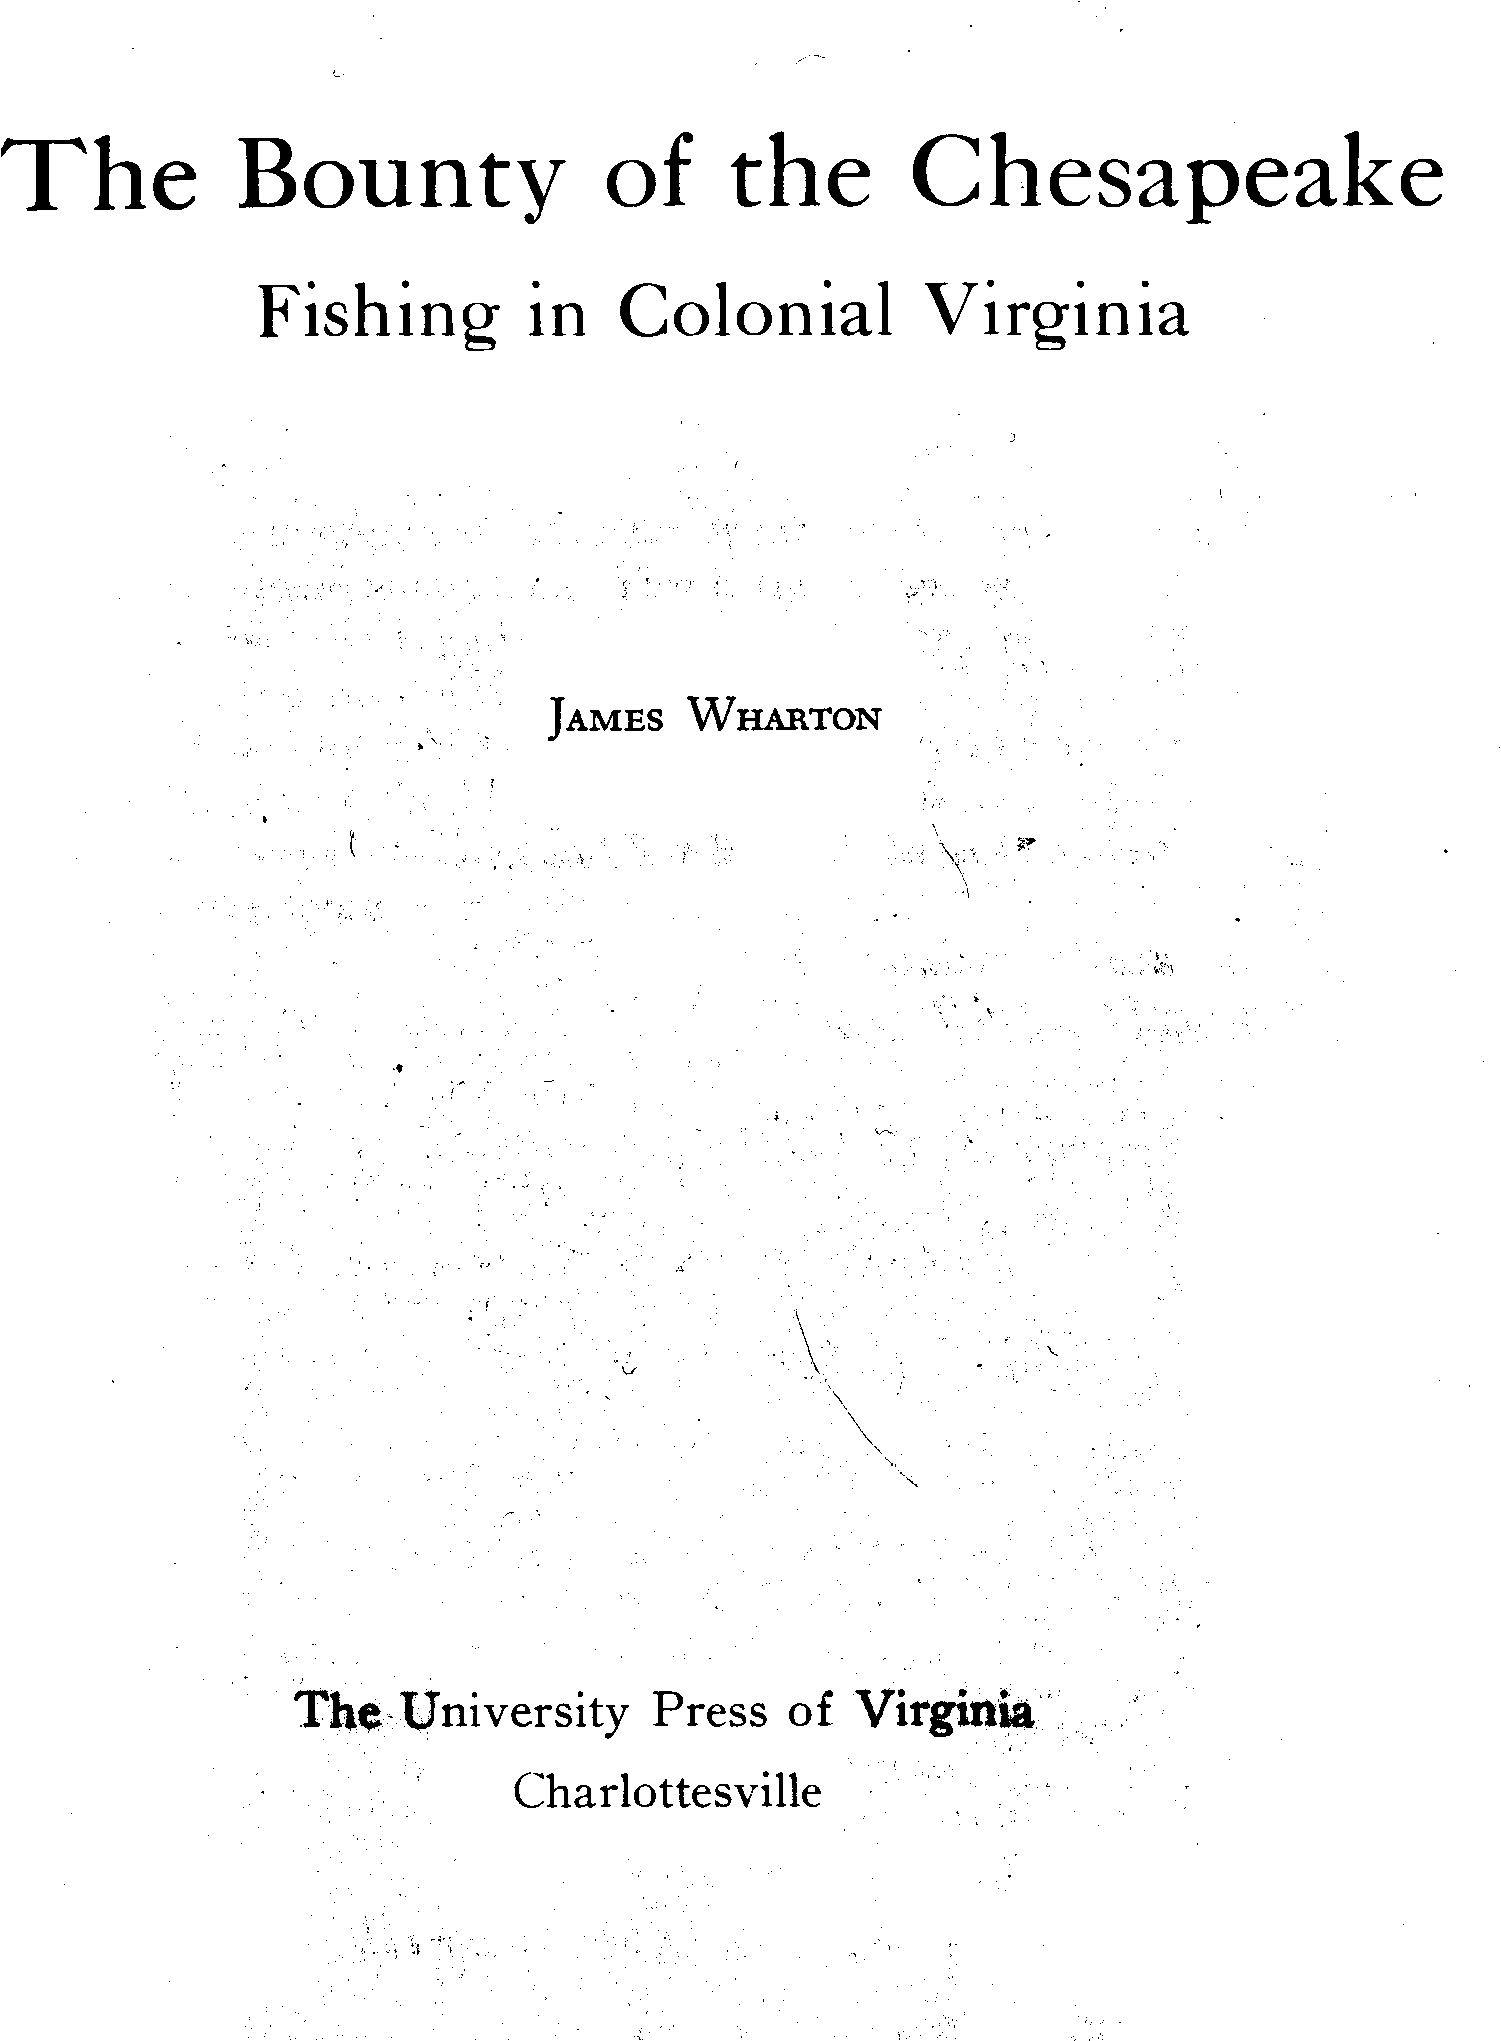 The Bounty of the Chesapeake
Fishing in Colonial Virginia
James Wharton
The University Press of Virginia
Charlottesville